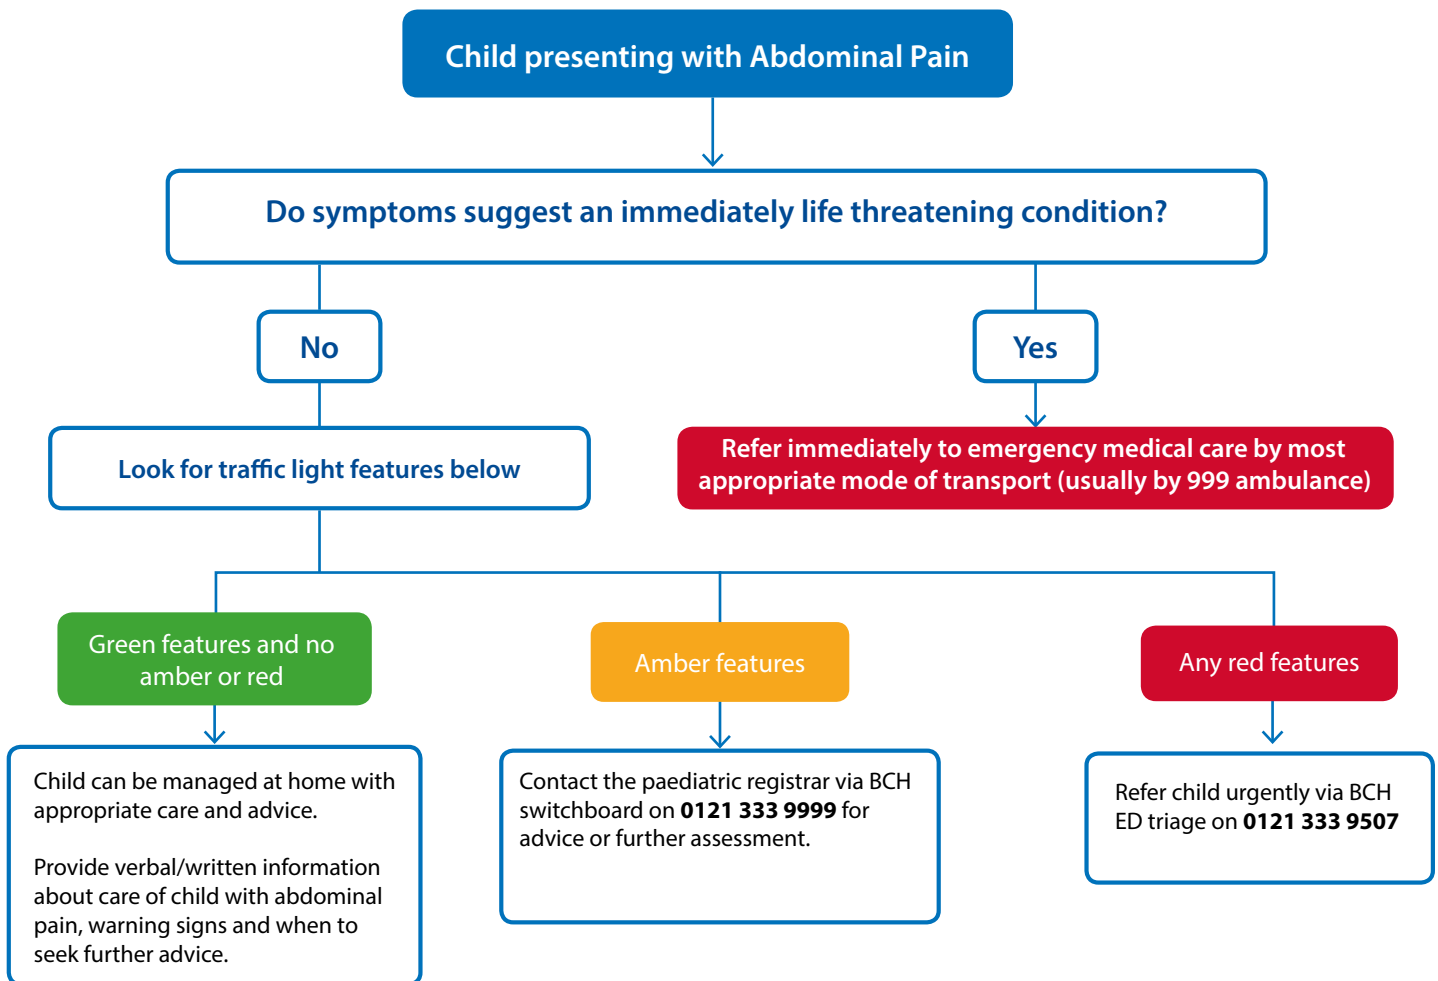 Child presenting with Abdominal Pain
Do symptoms suggest an immediately life threatening condition?
No
Yes
Look for traffic light features below
Refer immediately to emergency medical care by most
appropriate mode of transport (usually by 999 ambulance)
Green features and no
amber or red
Amber features
Any red features
Child can be managed at home with
appropriate care and advice.
Provide verbal/written information
about care of child with abdominal
pain, warning signs and when to
seek further advice.
Contact the paediatric registrar via BCH
switchboard on 0121 333 9999 for
advice or further assessment.
Refer child urgently via BCH
ED triage on 0121 333 9507